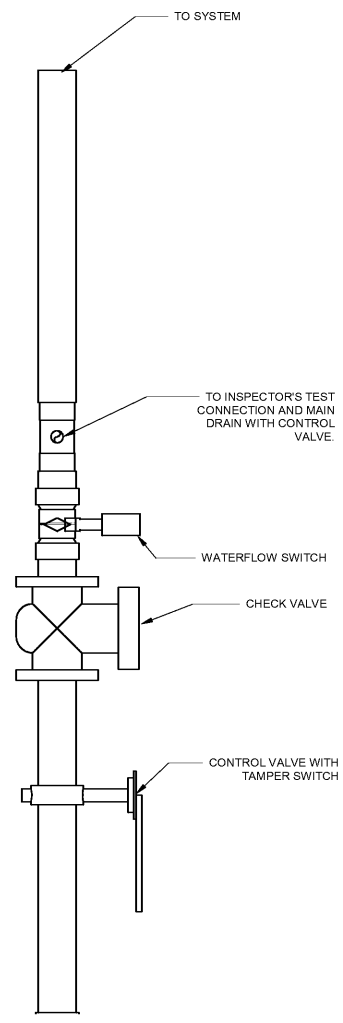 TO SYSTEM
TO INSPECTOR'S TEST
CONNECTION AND MAIN
DRAIN WITH CONTROL
VALVE.
WATERFLOW SWITCH
CHECK VALVE
CONTROL VALVE WITH
TAMPER SWITCH